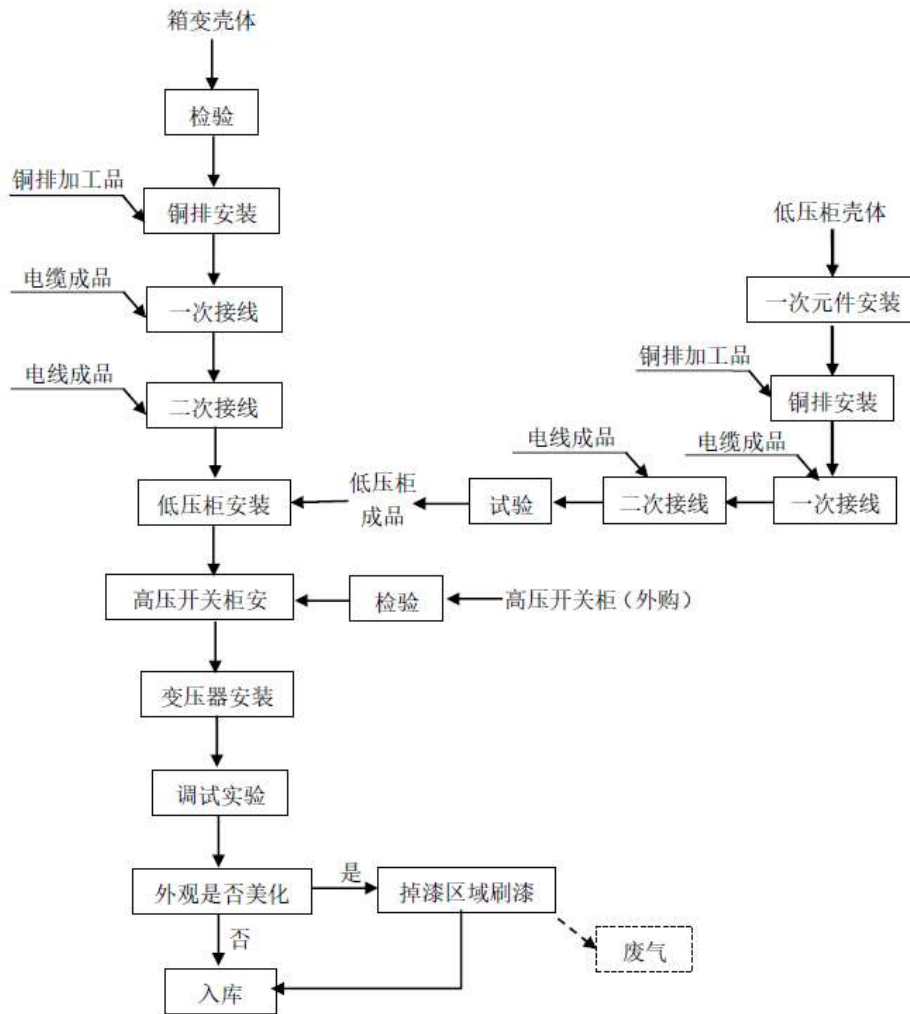 箱变壳体
检验
铜排加工品
铜排安装
低压柜壳体
电缆成品
一次接线
一次元件安装
铜排加工品
电线成品
二次接线
铜排安装
电线成品
电缆成品
低压柜安装
低压柜
成品
试验
二次接线
一次接线
高压开关柜安
检验
高压开关柜（外购）
变压器安装
调试实验
外观是否美化
是
掉漆区域刷漆
否
废气
入库